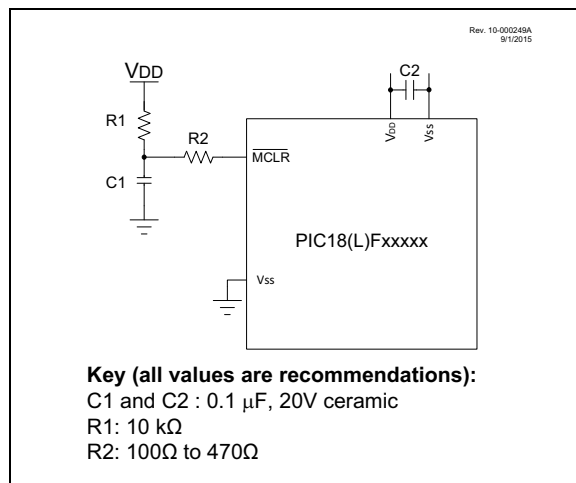 Rev. 10-000249A
9/1/2015
VDD
C2
R1
R2
VDD
Vss
MCLR
C1
PIC18(L)Fxxxxx
Vss
Key (all values are recommendations):
C1 and C2 : 0.1 μF, 20V ceramic
R1: 10 kΩ
R2: 100Ω to 470Ω